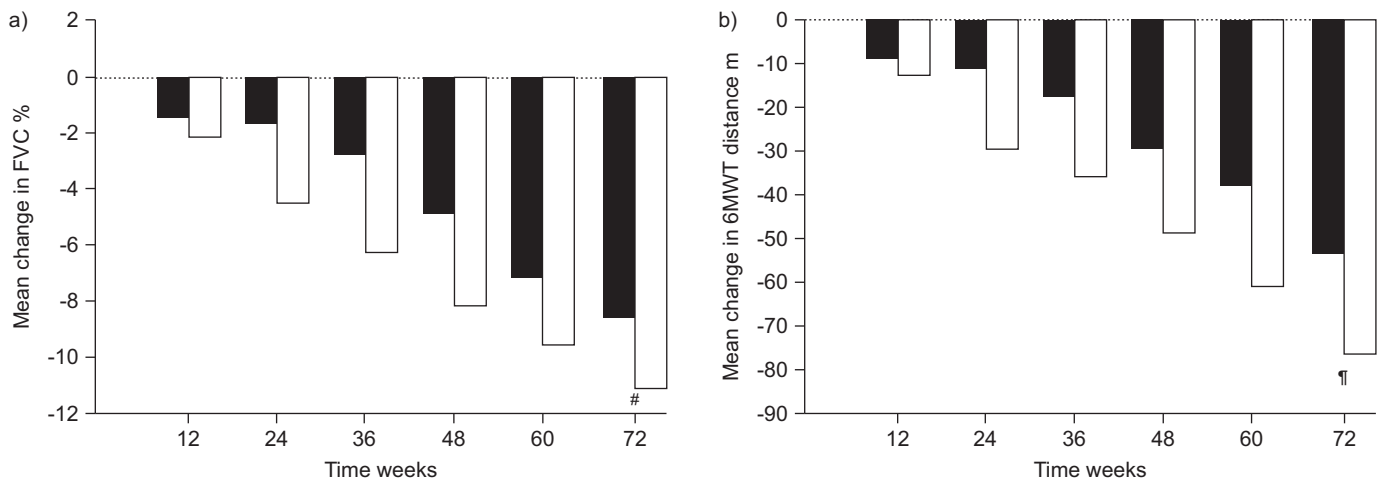 a)
2
0
-2
-4
-6
-8
-10
-12
Mean change in FVC %
#
12 24 36 48 60 72
Time weeks
b)
0
-10
-20
-30
-40
-50
-60
-70
-80
-90
Mean change in 6MWT distance m
¶
12 24 36 48 60 72
Time weeks